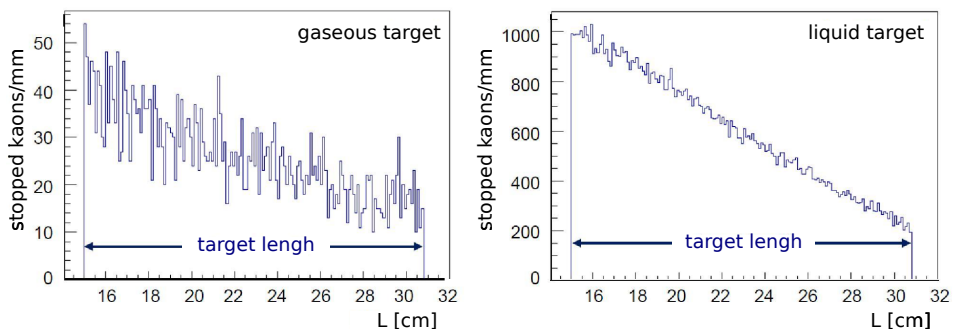 gaseous target
stopped kaons/mm
50
40
30
20
10
0
target lengh
16 18 20 22 24 26 28 30 32
L [cm]
liquid target
stopped kaons/mm
1000
800
600
400
200
0
target lengh
16 18 20 22 24 26 28 30 32
L [cm]